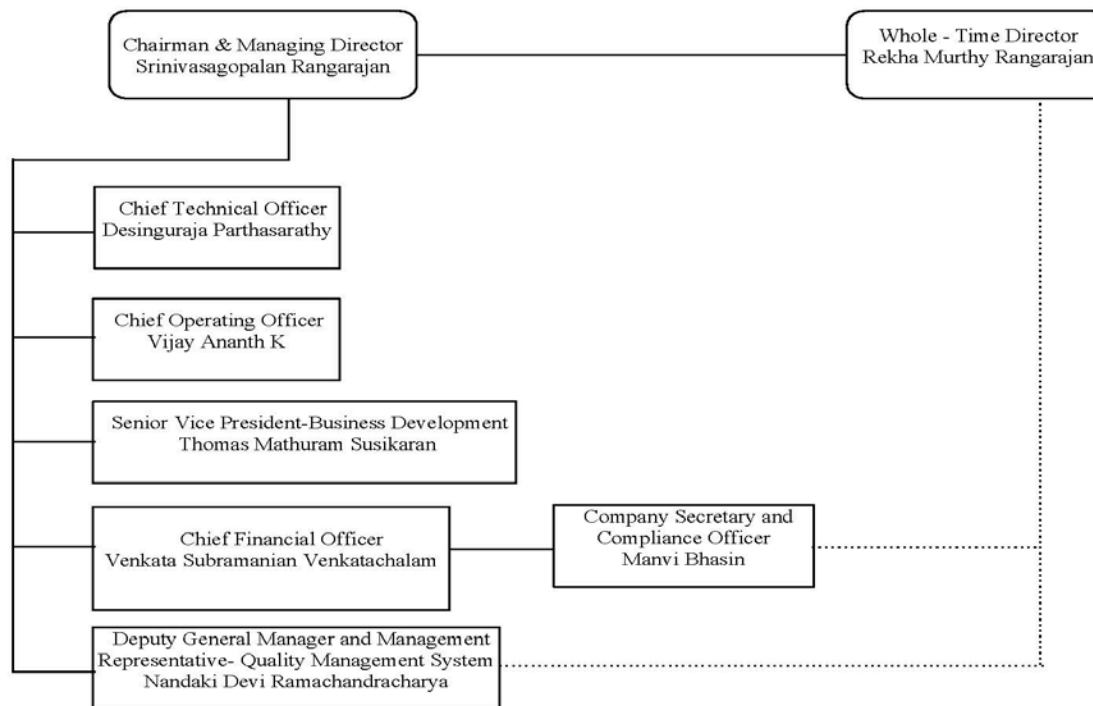 Chairman & Managing Director
Srinivasagopalan Rangarajan
Whole - Time Director
Rekha Murthy Rangarajan
Chief Technical Officer
Desinguraja Parthasarathy
Chief Operating Officer
Vijay Ananth K
Senior Vice President-Business Development
Thomas Mathuram Susikaran
Chief Financial Officer
Venkata Subramanian Venkatachalam
Company Secretary and
Compliance Officer
Manvi Bhasin
Deputy General Manager and Management
Representative- Quality Management System
Nandaki Devi Ramachandracharya